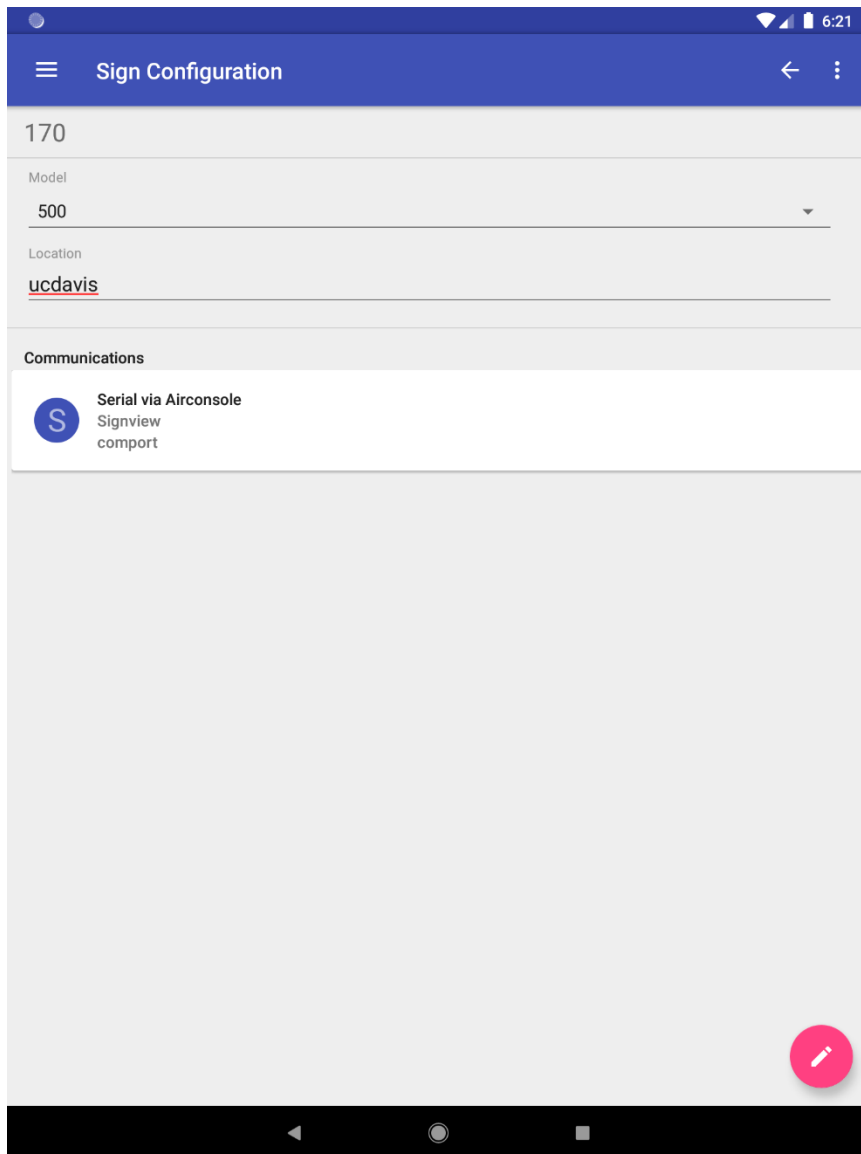 6:21
Sign Configuration
170
Model
500
Location
ucdavis
Communications
S
Serial via Airconsole
Signview
comport